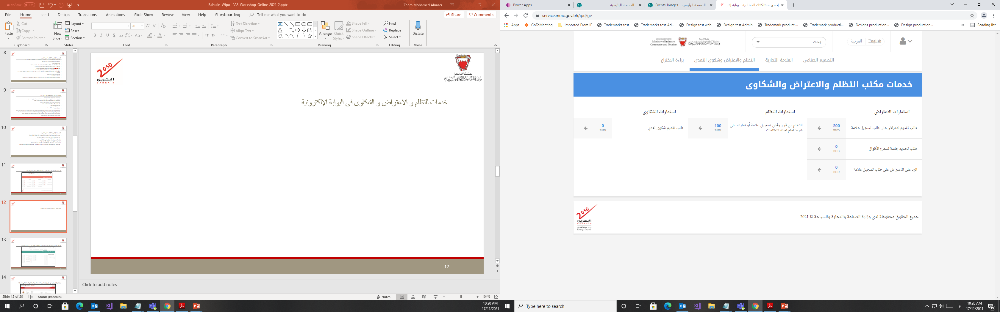 AutoSave Off
Bahrain-Wipo-IPAS-Workshop-Online-2021-2.pptx
Zahra Mohamed Alnaser
File Home Insert Design Transitions Animations Slide Show Review View Help Storyboarding Tell me what you want to do
Share Comments
Paste
Cut
Copy
Format Painter
Clipboard
New Slide
Layout
Reset
Section
Slides
20
Font
Paragraph
Text Direction
Align Text
Convert to SmartArt
Arrange
Quick Styles
Shape Fill
Shape Outline
Shape Effects
Drawing
Find
Replace
Select
Editing
Dictate
Voice
8
9
10
11
12
13
14
2030
البحرين
BAHRAIN
مملكة البحرين
وزارة الصناعة والتجارة والسياحة
خدمات للتظلم و الاعتراض و الشكاوى في البوابة الإلكترونية
12
Click to add notes
Slide 12 of 20
Arabic (Bahrain)
Notes
104%
10:20 AM
17/11/2021
Power Apps
الصفحة الرئيسية -
الصفحة الرئيسية - Events-Images
إحمي ممتلكاتك الصناعية - بوابة
service.moic.gov.bh/ipd/ge
Apps
GoToMeeting
Imported From IE
Trademarks test
Trademarks test-Ad...
Design test web
Design test Admin
Trademark producti...
Trademark producti...
Designs production...
Design production...
Reading list
KINGDOM OF BAHRAIN
Ministry of Industry,
Commerce and Tourism
مملكة البحرين
وزارة الصناعة والتجارة والسياحة
بحث
العربية
English
التصميم الصناعي
العلامة التجارية
التظلم والاعتراض وشكوى التعدي
براءة الاختراع
خدمات مكتب التظلم والاعتراض والشكاوى
استمارات الاعتراض
طلب تقديم اعتراض على طلب تسجيل علامة
200
BHD
طلب تحديد جلسة لسماع الأقوال
0
BHD
الرد على الاعتراض على طلب تسجيل علامة
0
BHD
استمارات التظلم
التظلم من قرار رفض تسجيل علامة أو تعليقه على
شرط أمام لجنة التظلمات
100
BHD
استمارات الشكاوى
طلب تقديم شكوى تعدي
0
BHD
جميع الحقوق محفوظة لدى وزارة الصناعة والتجارة والسياحة © 2021
2030
البحرين
BAHRAIN
Building a better life
Type here to search
ع
10:20 AM
17/11/2021
19